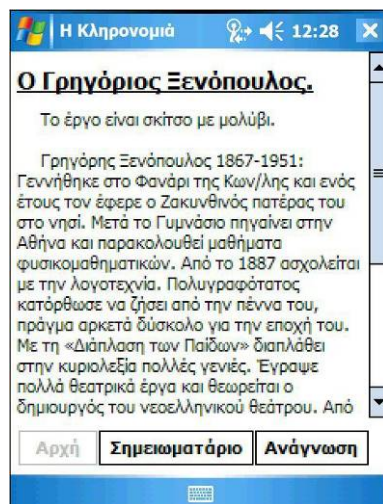 Η Κληρονομιά 12:28
Ο Γρηγόριος Ξενόπουλος.
Το έργο είναι σκίτσο με μολύβι.
Γρηγόρης Ξενόπουλος 1867-1951:
Γεννήθηκε στο Φανάρι της Κων/λης και ενός
έτους τον έφερε ο Ζακυνθινός πατέρας του
στο νησί. Μετά το Γυμνάσιο πηγαίνει στην
Αθήνα και παρακολουθεί μαθήματα
φυσικομαθηματικών. Από το 1887 ασχολείται
με την λογοτεχνία. Πολυγραφότατος
κατόρθωσε να ζήσει από την πέννα του,
πράγμα αρκετά δύσκολο για την εποχή του.
Με τη «Διάπλαση των Παίδων» διαπλάθει
στην κυριολεξία πολλές γενιές. Έγραψε
πολλά θεατρικά έργα και θεωρείται ο
δημιουργός του νεοελληνικού θεάτρου. Από
Αρχή Σημειωματάριο Ανάγνωση